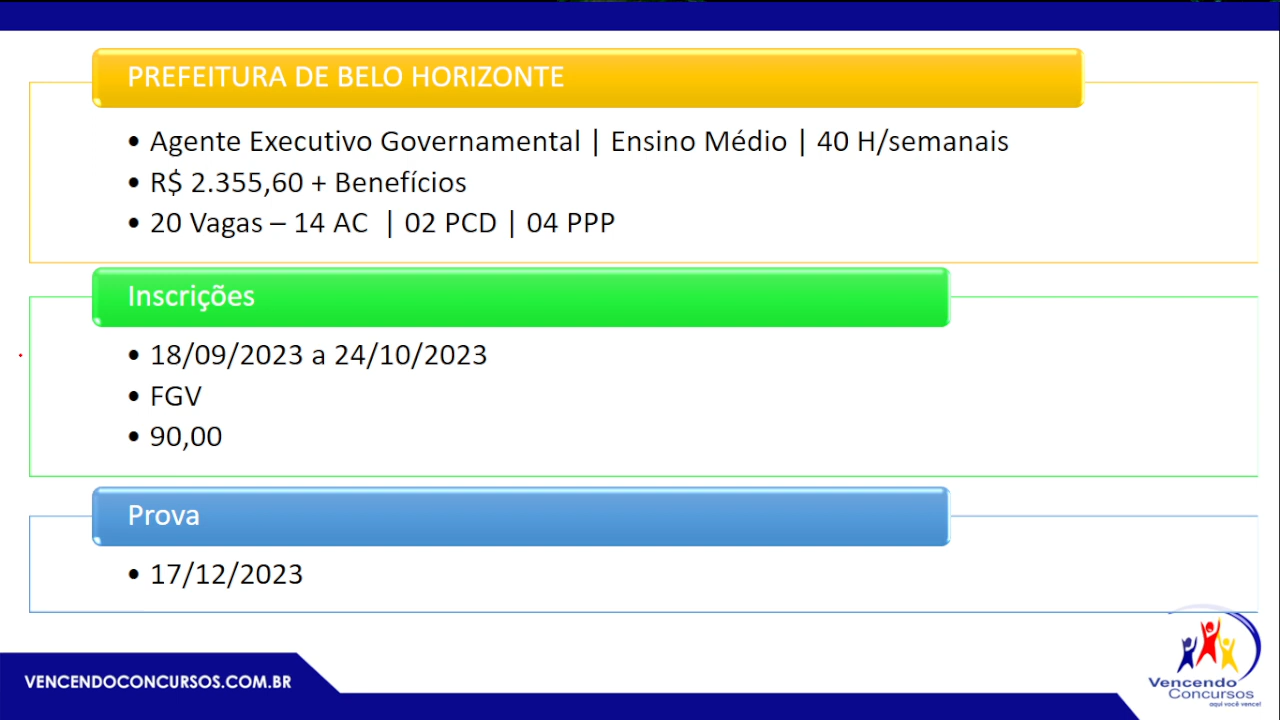 PREFEITURA DE BELO HORIZONTE
• Agente Executivo Governamental | Ensino Médio | 40 H/semanais
• R$ 2.355,60 + Benefícios
• 20 Vagas – 14 AC | 02 PCD | 04 PPP
Inscrições
• 18/09/2023 a 24/10/2023
• FGV
• 90,00
Prova
• 17/12/2023
VENCENDOCONCURSOS.COM.BR
Vencendo
Concursos
aqui você vence!